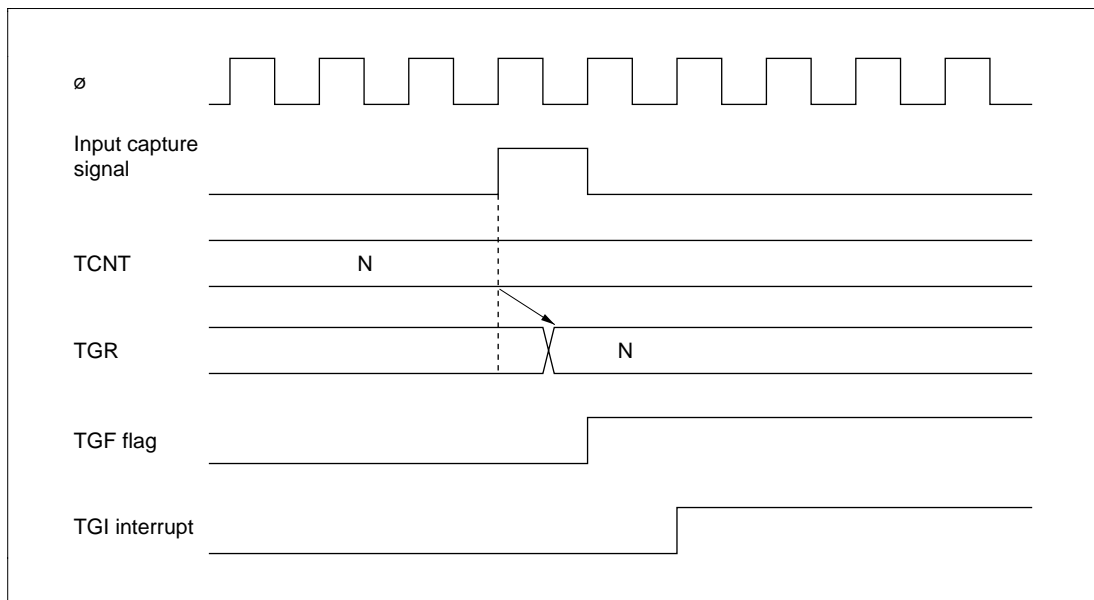 ø
Input capture
signal
TCNT
N
TGR
N
TGF flag
TGI interrupt